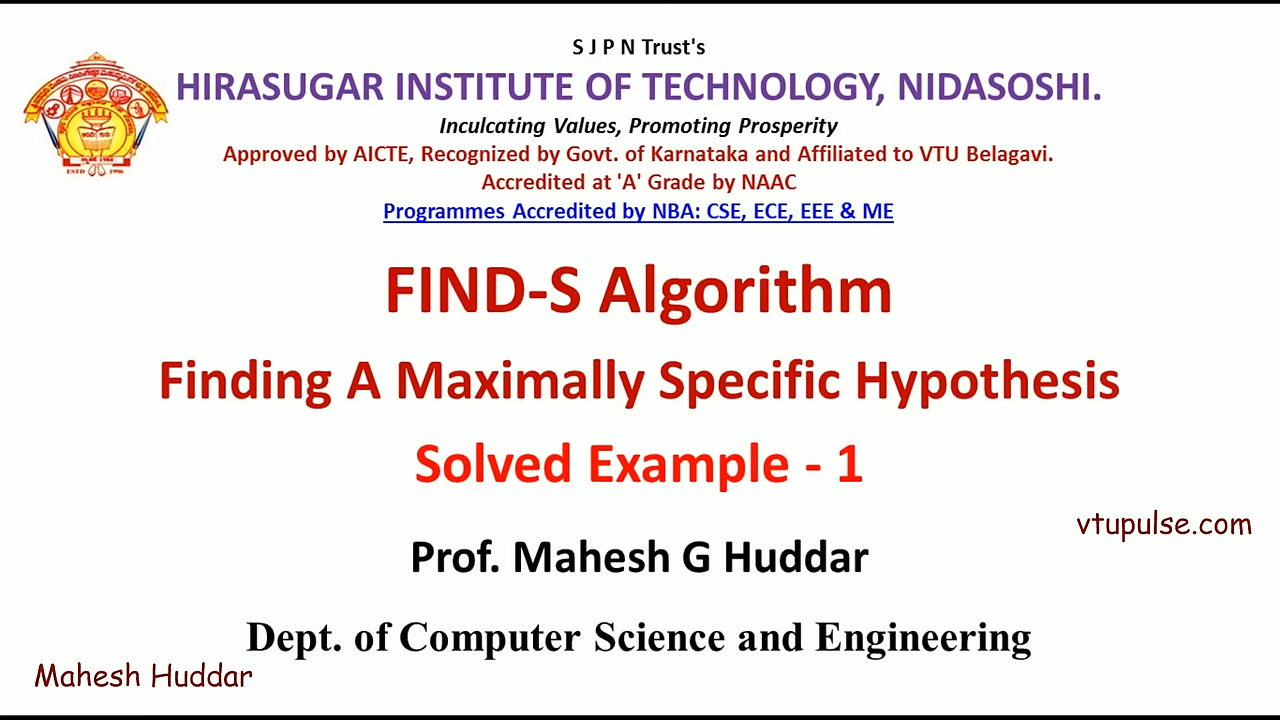 S J P N Trust's
HIRASUGAR INSTITUTE OF TECHNOLOGY, NIDASOSHI.
Inculcating Values, Promoting Prosperity
Approved by AICTE, Recognized by Govt. of Karnataka and Affiliated to VTU Belagavi.
Accredited at 'A' Grade by NAAC
Programmes Accredited by NBA: CSE, ECE, EEE & ME
ESTD 1996
FIND-S Algorithm
Finding A Maximally Specific Hypothesis
Solved Example - 1
vtupulse.com
Prof. Mahesh G Huddar
Dept. of Computer Science and Engineering
Mahesh Huddar